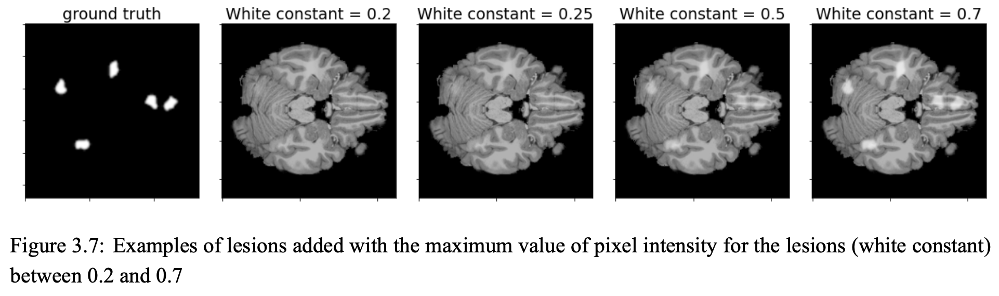 ground truth
White constant = 0.2
White constant = 0.25
White constant = 0.5
White constant = 0.7
Figure 3.7: Examples of lesions added with the maximum value of pixel intensity for the lesions (white constant)
between 0.2 and 0.7